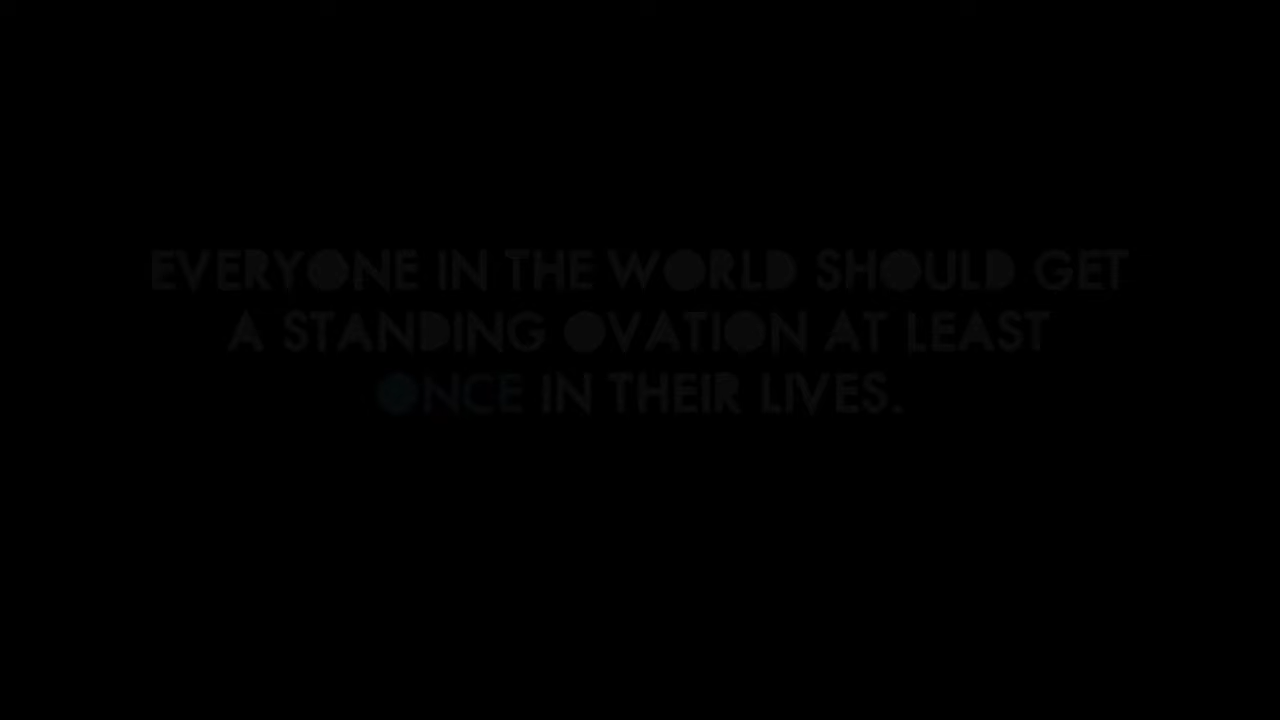 EVERYONE IN THE WORLD SHOULD GET
A STANDING OVATION AT LEAST
ONCE IN THEIR LIVES.